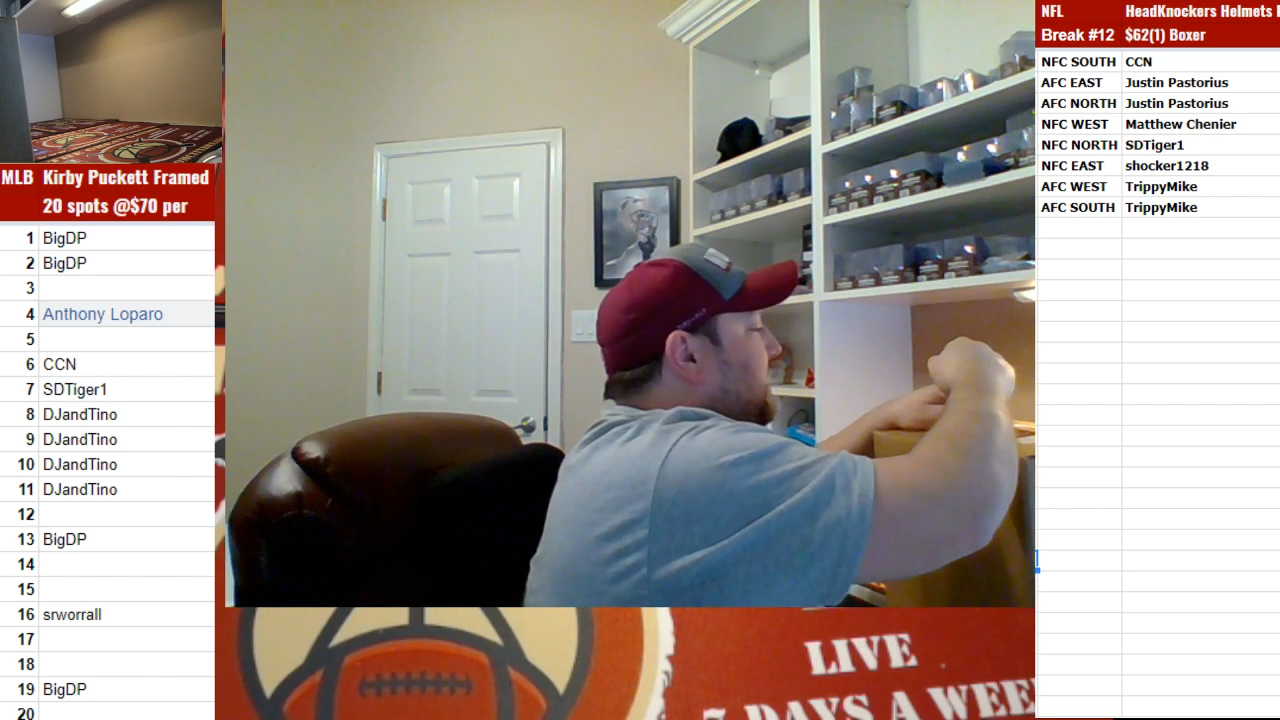 MLB Kirby Puckett Framed
20 spots @$70 per
1 BigDP
2 BigDP
3
4 Anthony Loparo
5
6 CCN
7 SDTiger1
8 DJandTino
9 DJandTino
10 DJandTino
11 DJandTino
12
13 BigDP
14
15
16 srworrall
17
18
19 BigDP
20
NFL HeadKnockers Helmets
Break #12 $62(1) Boxer
NFC SOUTH CCN
AFC EAST Justin Pastorius
AFC NORTH Justin Pastorius
NFC WEST Matthew Chenier
NFC NORTH SDTiger1
NFC EAST shocker1218
AFC WEST TrippyMike
AFC SOUTH TrippyMike
LIVE
7 DAYS A WEE